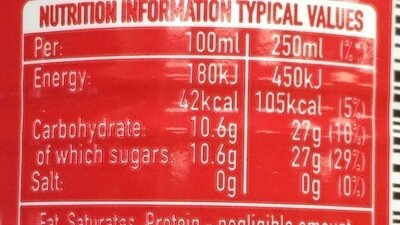 NUTRITION INFORMATION TYPICAL VALUES
Per: 100ml 250ml (%*)
Energy: 180kJ 450kJ
42kcal 105kcal (5%)
Carbohydrate: 10.6g 27g (10%)
of which sugars: 10.6g 27g (29%)
Salt: 0g 0g (0%)
Fat, Saturates, Protein - negligible amount